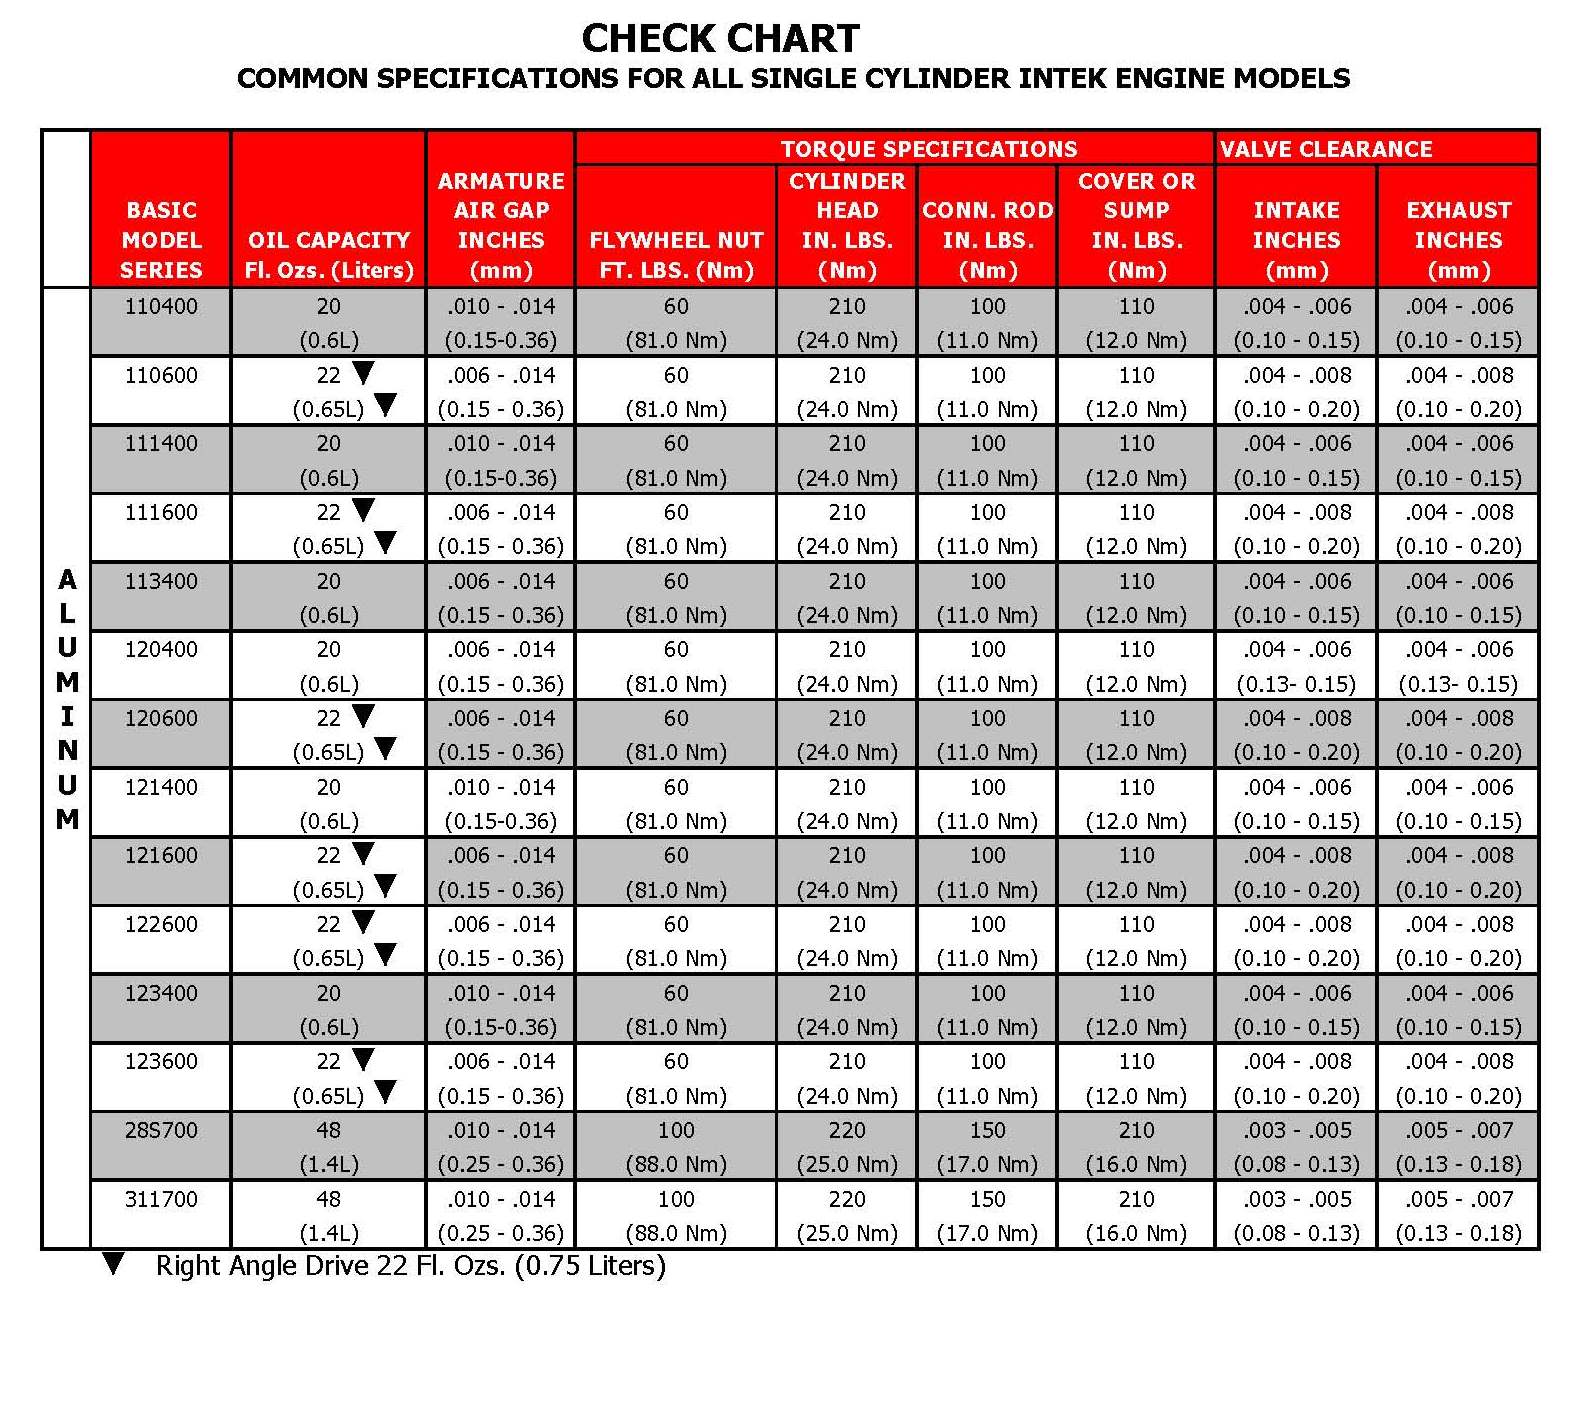 CHECK CHART
COMMON SPECIFICATIONS FOR ALL SINGLE CYLINDER INTEK ENGINE MODELS
TORQUE SPECIFICATIONS VALVE CLEARANCE
BASIC MODEL SERIES
OIL CAPACITY Fl. Ozs. (Liters)
ARMATURE AIR GAP INCHES (mm)
FLYWHEEL NUT FT. LBS. (Nm)
CYLINDER HEAD IN. LBS. (Nm)
CONN. ROD IN. LBS. (Nm)
COVER OR SUMP IN. LBS. (Nm)
INTAKE INCHES (mm)
EXHAUST INCHES (mm)
ALUMINUM
110400 20 .010 - .014 60 210 100 110 .004 - .006 .004 - .006
(0.6L) (0.15-0.36) (81.0 Nm) (24.0 Nm) (11.0 Nm) (12.0 Nm) (0.10 - 0.15) (0.10 - 0.15)
110600 22 ▼ .006 - .014 60 210 100 110 .004 - .008 .004 - .008
(0.65L) ▼ (0.15 - 0.36) (81.0 Nm) (24.0 Nm) (11.0 Nm) (12.0 Nm) (0.10 - 0.20) (0.10 - 0.20)
111400 20 .010 - .014 60 210 100 110 .004 - .006 .004 - .006
(0.6L) (0.15-0.36) (81.0 Nm) (24.0 Nm) (11.0 Nm) (12.0 Nm) (0.10 - 0.15) (0.10 - 0.15)
111600 22 ▼ .006 - .014 60 210 100 110 .004 - .008 .004 - .008
(0.65L) ▼ (0.15 - 0.36) (81.0 Nm) (24.0 Nm) (11.0 Nm) (12.0 Nm) (0.10 - 0.20) (0.10 - 0.20)
113400 20 .006 - .014 60 210 100 110 .004 - .006 .004 - .006
(0.6L) (0.15 - 0.36) (81.0 Nm) (24.0 Nm) (11.0 Nm) (12.0 Nm) (0.10 - 0.15) (0.10 - 0.15)
120400 20 .006 - .014 60 210 100 110 .004 - .006 .004 - .006
(0.6L) (0.15 - 0.36) (81.0 Nm) (24.0 Nm) (11.0 Nm) (12.0 Nm) (0.13- 0.15) (0.13- 0.15)
120600 22 ▼ .006 - .014 60 210 100 110 .004 - .008 .004 - .008
(0.65L) ▼ (0.15 - 0.36) (81.0 Nm) (24.0 Nm) (11.0 Nm) (12.0 Nm) (0.10 - 0.20) (0.10 - 0.20)
121400 20 .010 - .014 60 210 100 110 .004 - .006 .004 - .006
(0.6L) (0.15-0.36) (81.0 Nm) (24.0 Nm) (11.0 Nm) (12.0 Nm) (0.10 - 0.15) (0.10 - 0.15)
121600 22 ▼ .006 - .014 60 210 100 110 .004 - .008 .004 - .008
(0.65L) ▼ (0.15 - 0.36) (81.0 Nm) (24.0 Nm) (11.0 Nm) (12.0 Nm) (0.10 - 0.20) (0.10 - 0.20)
122600 22 ▼ .006 - .014 60 210 100 110 .004 - .008 .004 - .008
(0.65L) ▼ (0.15 - 0.36) (81.0 Nm) (24.0 Nm) (11.0 Nm) (12.0 Nm) (0.10 - 0.20) (0.10 - 0.20)
123400 20 .010 - .014 60 210 100 110 .004 - .006 .004 - .006
(0.6L) (0.15-0.36) (81.0 Nm) (24.0 Nm) (11.0 Nm) (12.0 Nm) (0.10 - 0.15) (0.10 - 0.15)
123600 22 ▼ .006 - .014 60 210 100 110 .004 - .008 .004 - .008
(0.65L) ▼ (0.15 - 0.36) (81.0 Nm) (24.0 Nm) (11.0 Nm) (12.0 Nm) (0.10 - 0.20) (0.10 - 0.20)
28S700 48 .010 - .014 100 220 150 210 .003 - .005 .005 - .007
(1.4L) (0.25 - 0.36) (88.0 Nm) (25.0 Nm) (17.0 Nm) (16.0 Nm) (0.08 - 0.13) (0.13 - 0.18)
311700 48 .010 - .014 100 220 150 210 .003 - .005 .005 - .007
(1.4L) (0.25 - 0.36) (88.0 Nm) (25.0 Nm) (17.0 Nm) (16.0 Nm) (0.08 - 0.13) (0.13 - 0.18)
▼ Right Angle Drive 22 Fl. Ozs. (0.75 Liters)